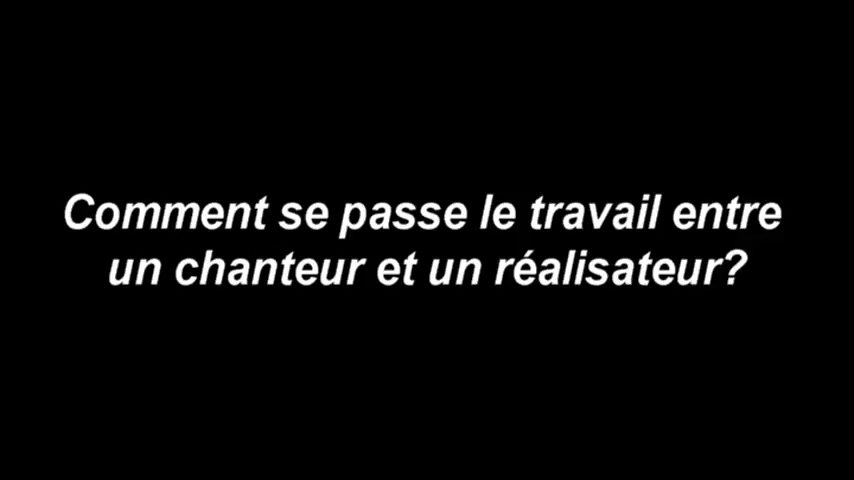 Comment se passe le travail entre
un chanteur et un réalisateur?